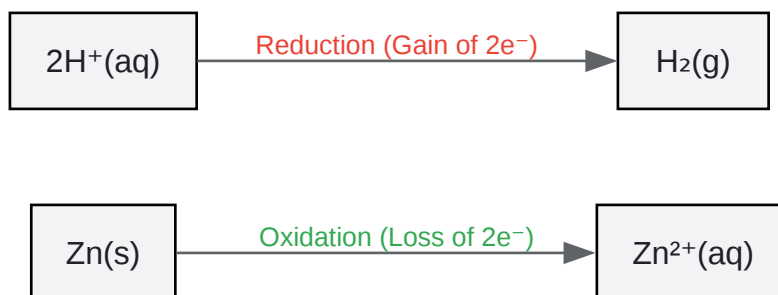 2H⁺(aq)
Reduction (Gain of 2e⁻)
H₂(g)
Zn(s)
Oxidation (Loss of 2e⁻)
Zn²⁺(aq)